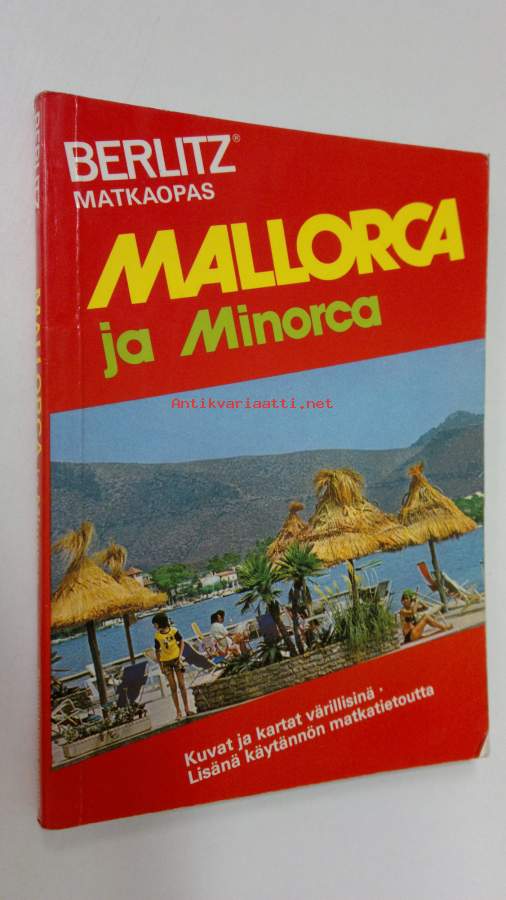 BERLITZ®
MATKAOPAS
MALLORCA
ja Minorca
Antikvariaatti.net
Kuvat ja kartat värillisinä ·
Lisänä käytännön matkatietoutta